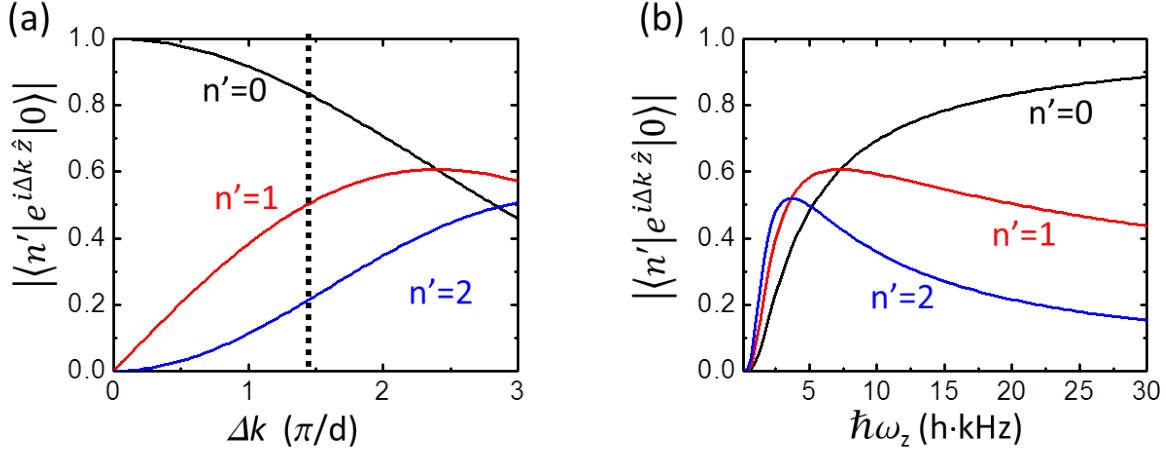 (a)
|⟨n'|e^{iΔk ẑ}|0⟩|
1.0
0.8
0.6
0.4
0.2
0.0
n'=0
n'=1
n'=2
0
1
2
3
Δk (π/d)
(b)
|⟨n'|e^{iΔk ẑ}|0⟩|
1.0
0.8
0.6
0.4
0.2
0.0
n'=0
n'=1
n'=2
5
10
15
20
25
30
ħω_z (h·kHz)